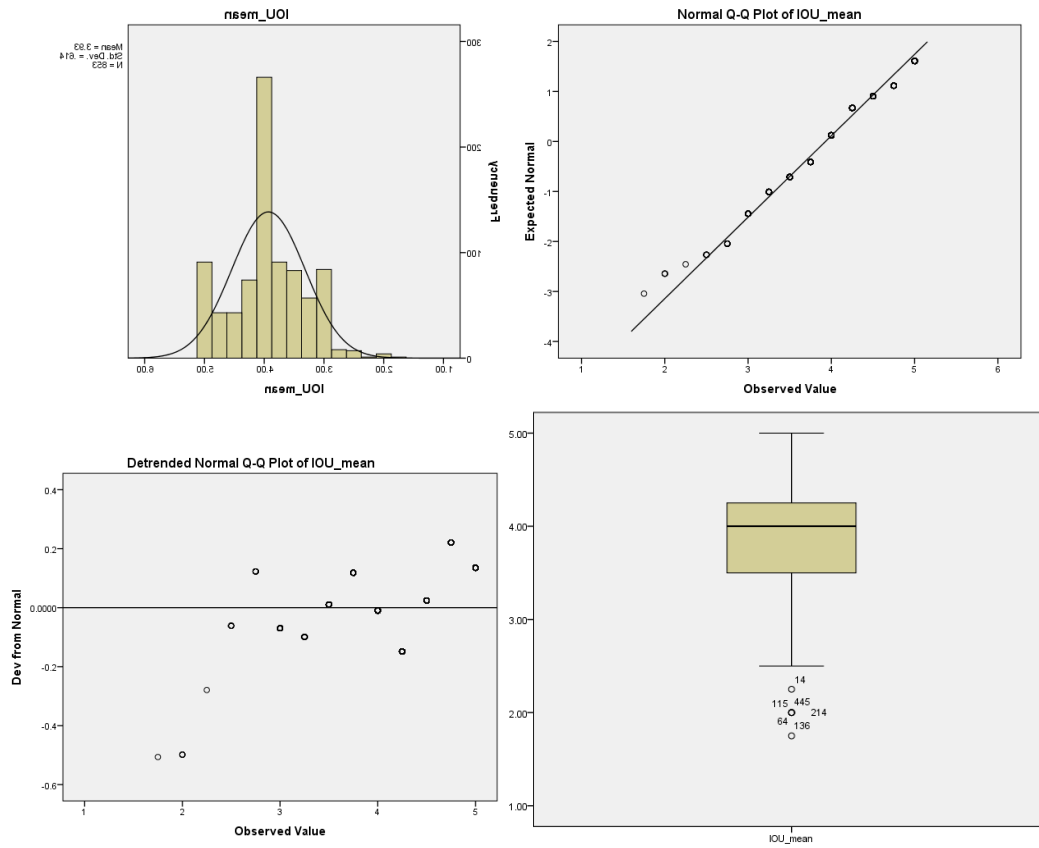 IOU_mean
Mean = 3.93
Std. Dev. = .614
N = 853
300
200
100
0
Frequency
6.00 5.00 4.00 3.00 2.00 1.00
IOU_mean
Normal Q-Q Plot of IOU_mean
Expected Normal
2
1
0
-1
-2
-3
-4
1 2 3 4 5 6
Observed Value
Detrended Normal Q-Q Plot of IOU_mean
Dev from Normal
0.4
0.2
0.0000
-0.2
-0.4
-0.6
1 2 3 4 5
Observed Value
5.00
4.00
3.00
2.00
1.00
14
115 445
214
64
136
IOU_mean